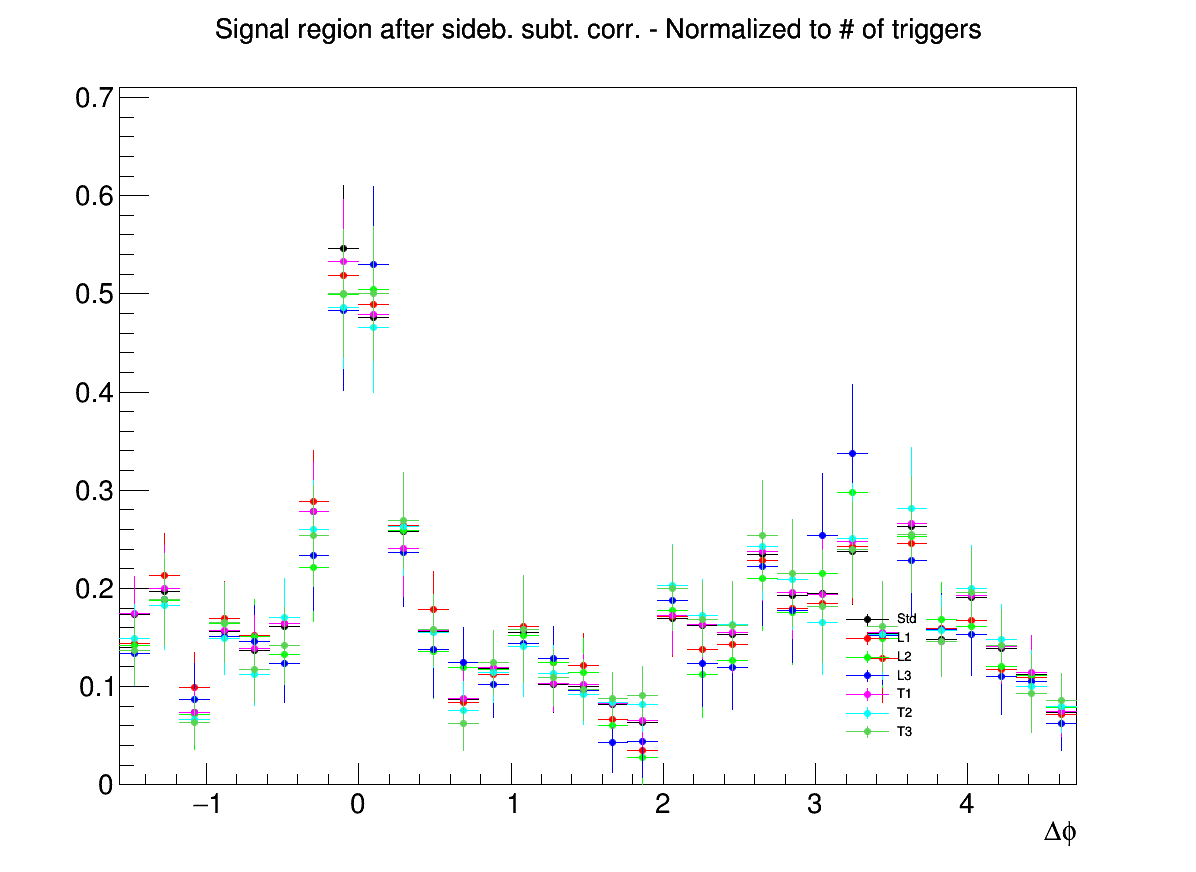 Signal region after sideb. subt. corr. - Normalized to # of triggers
0.7
0.6
0.5
0.4
0.3
0.2
0.1
0
Std
L1
L2
L3
T1
T2
T3
−1 0 1 2 3 4
Δϕ